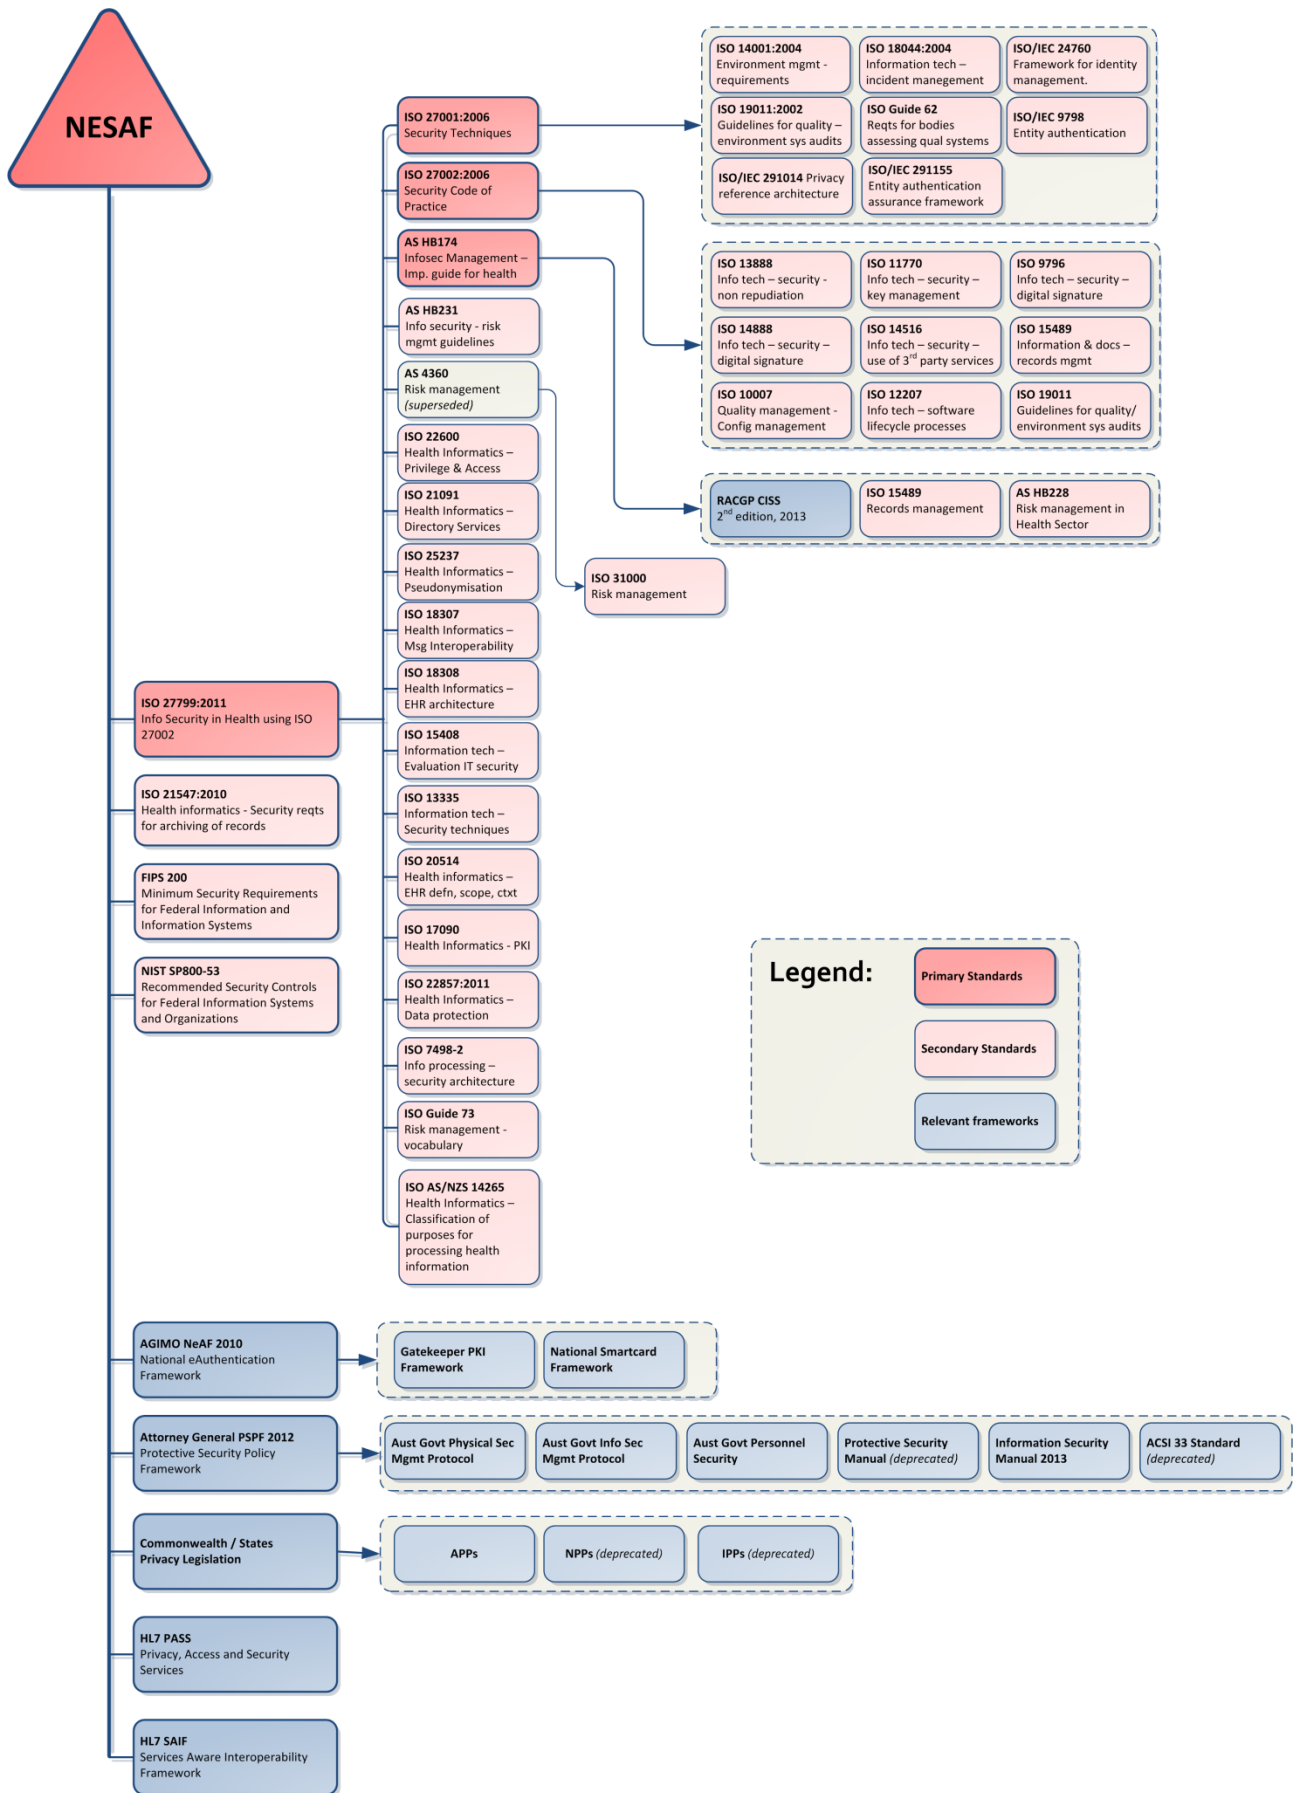 NESAF
ISO 27001:2006
Security Techniques
ISO 27002:2006
Security Code of
Practice
AS HB174
Infosec Management –
Imp. guide for health
AS HB231
Info security - risk
mgmt guidelines
AS 4360
Risk management
(superseded)
ISO 22600
Health Informatics –
Privilege & Access
ISO 21091
Health Informatics –
Directory Services
ISO 25237
Health Informatics –
Pseudonymisation
ISO 18307
Health Informatics –
Msg Interoperability
ISO 18308
Health Informatics –
EHR architecture
ISO 15408
Information tech –
Evaluation IT security
ISO 13335
Information tech –
Security techniques
ISO 20514
Health informatics –
EHR defn, scope, ctxt
ISO 17090
Health Informatics - PKI
ISO 22857:2011
Health Informatics –
Data protection
ISO 7498-2
Info processing –
security architecture
ISO Guide 73
Risk management -
vocabulary
ISO AS/NZS 14265
Health Informatics –
Classification of
purposes for
processing health
information
ISO 14001:2004
Environment mgmt -
requirements
ISO 18044:2004
Information tech –
incident manegement
ISO/IEC 24760
Framework for identity
management.
ISO 19011:2002
Guidelines for quality –
environment sys audits
ISO Guide 62
Reqts for bodies
assessing qual systems
ISO/IEC 9798
Entity authentication
ISO/IEC 291014 Privacy
reference architecture
ISO/IEC 291155
Entity authentication
assurance framework
ISO 13888
Info tech – security -
non repudiation
ISO 11770
Info tech – security –
key management
ISO 9796
Info tech – security –
digital signature
ISO 14888
Info tech – security –
digital signature
ISO 14516
Info tech – security –
use of 3rd party services
ISO 15489
Information & docs –
records mgmt
ISO 10007
Quality management -
Config management
ISO 12207
Info tech – software
lifecycle processes
ISO 19011
Guidelines for quality/
environment sys audits
RACGP CISS
2nd edition, 2013
ISO 15489
Records management
AS HB228
Risk management in
Health Sector
ISO 31000
Risk management
ISO 27799:2011
Info Security in Health using ISO
27002
ISO 21547:2010
Health informatics - Security reqts
for archiving of records
FIPS 200
Minimum Security Requirements
for Federal Information and
Information Systems
NIST SP800-53
Recommended Security Controls
for Federal Information Systems
and Organizations
Legend:
Primary Standards
Secondary Standards
Relevant frameworks
AGIMO NeAF 2010
National eAuthentication
Framework
Gatekeeper PKI
Framework
National Smartcard
Framework
Attorney General PSPF 2012
Protective Security Policy
Framework
Aust Govt Physical Sec
Mgmt Protocol
Aust Govt Info Sec
Mgmt Protocol
Aust Govt Personnel
Security
Protective Security
Manual (deprecated)
Information Security
Manual 2013
ACSI 33 Standard
(deprecated)
Commonwealth / States
Privacy Legislation
APPs
NPPs (deprecated)
IPPs (deprecated)
HL7 PASS
Privacy, Access and Security
Services
HL7 SAIF
Services Aware Interoperability
Framework